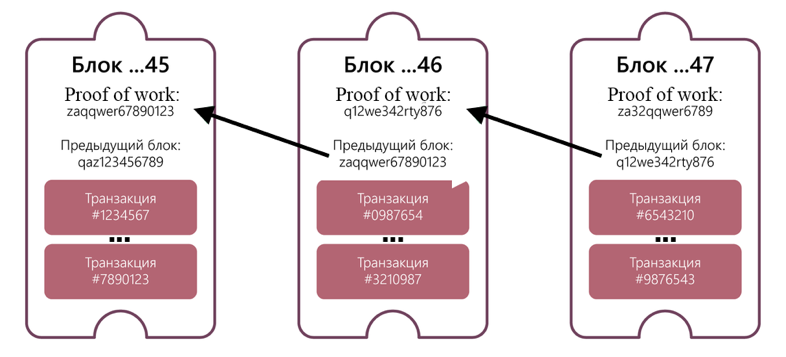 Блок ...45
Proof of work:
zaqqwer67890123
Предыдущий блок:
qaz123456789
Транзакция
#1234567
...
Транзакция
#7890123
Блок ...46
Proof of work:
q12we342rty876
Предыдущий блок:
zaqqwer67890123
Транзакция
#0987654
...
Транзакция
#3210987
Блок ...47
Proof of work:
za32qqwer6789
Предыдущий блок:
q12we342rty876
Транзакция
#6543210
...
Транзакция
#9876543